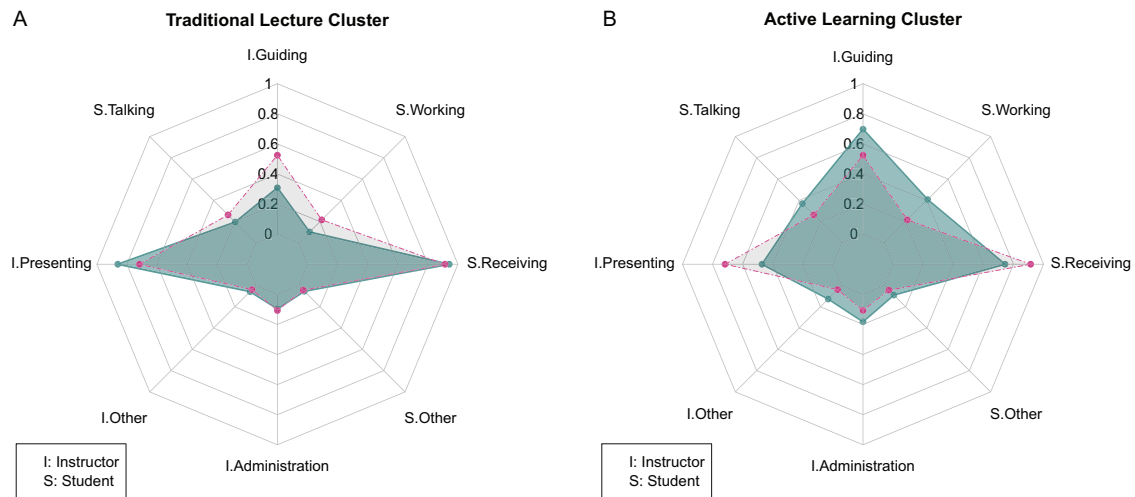 A
Traditional Lecture Cluster
I.Guiding
S.Talking
S.Working
1
0.8
0.6
0.4
0.2
0
I.Presenting
S.Receiving
I.Other
S.Other
I.Administration
I: Instructor
S: Student
B
Active Learning Cluster
I.Guiding
S.Talking
S.Working
1
0.8
0.6
0.4
0.2
0
I.Presenting
S.Receiving
I.Other
S.Other
I.Administration
I: Instructor
S: Student